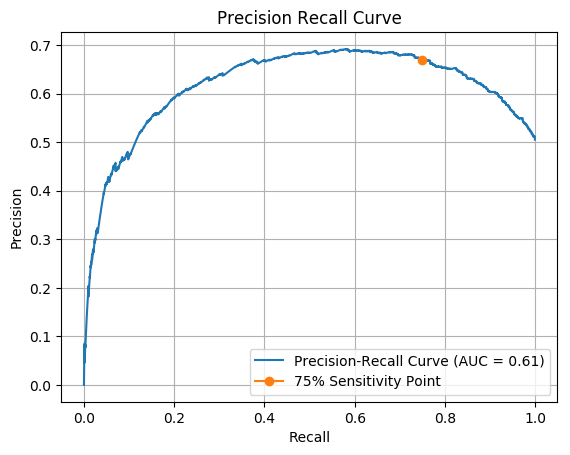 Precision Recall Curve
0.7
0.6
0.5
0.4
0.3
0.2
0.1
0.0
Precision
0.0 0.2 0.4 0.6 0.8 1.0
Recall
Precision-Recall Curve (AUC = 0.61)
75% Sensitivity Point